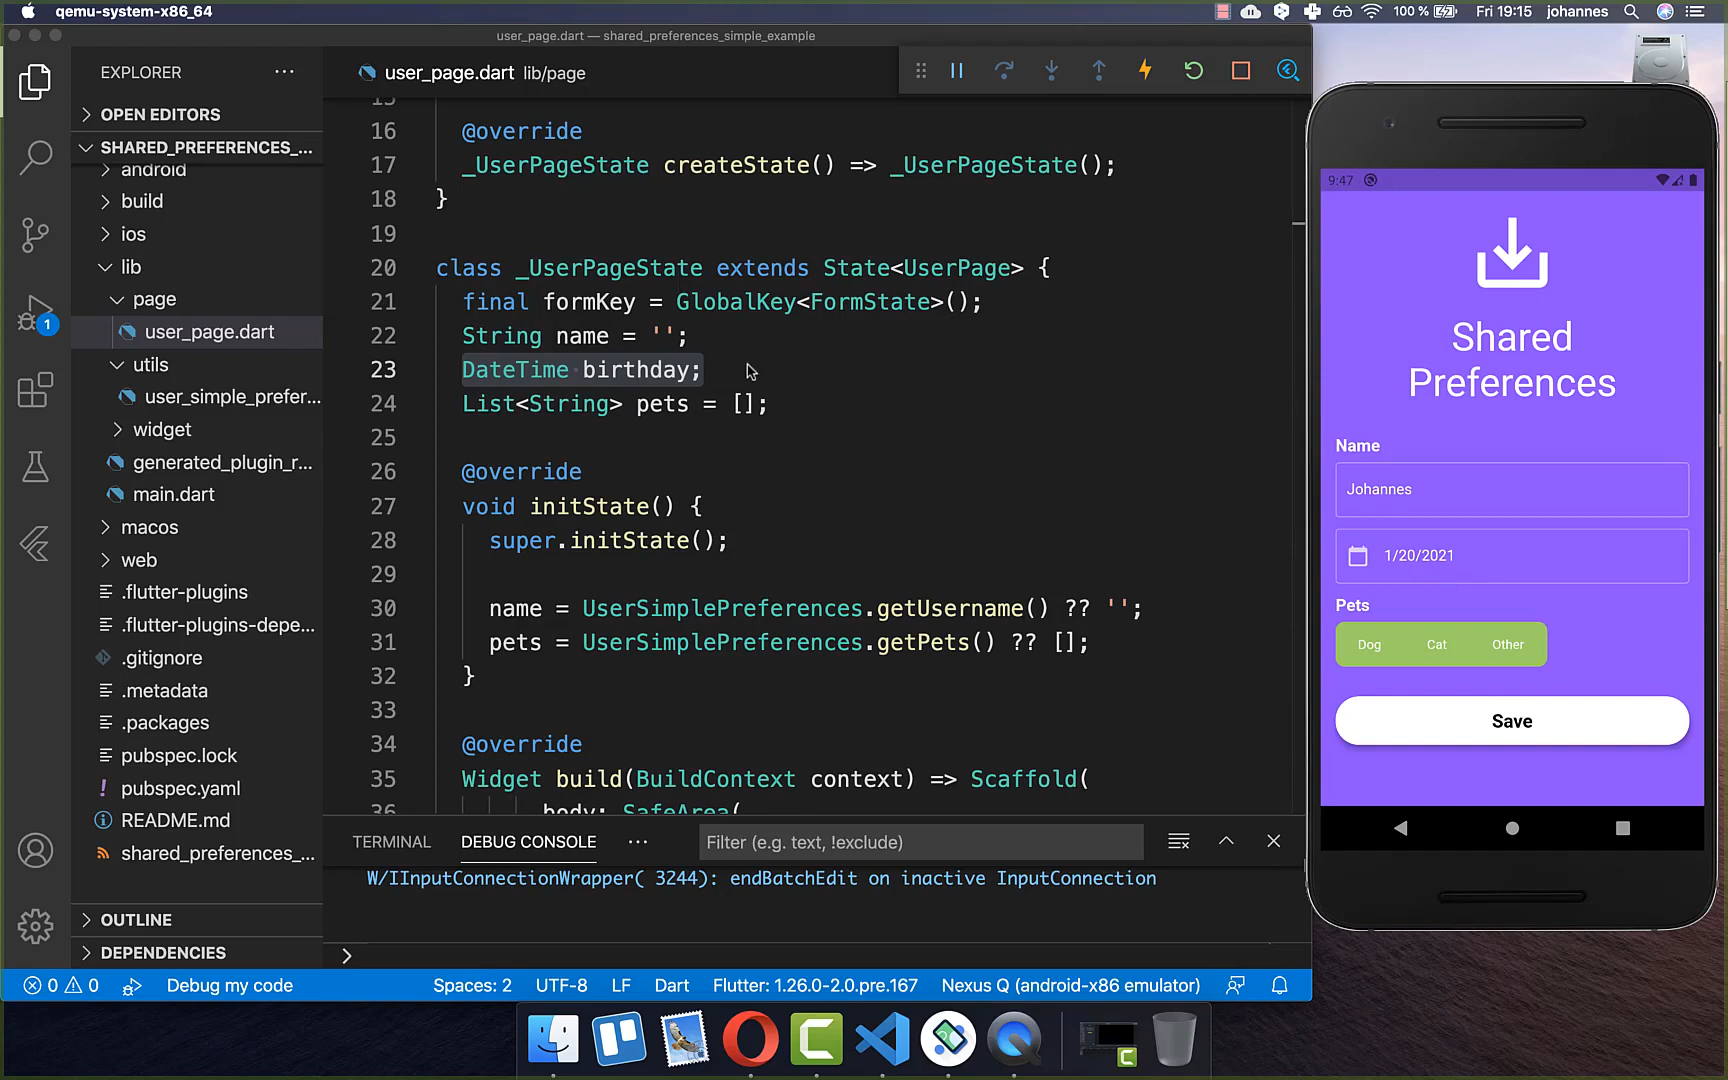 qemu-system-x86_64
100 %
Fri 19:15
johannes
user_page.dart — shared_preferences_simple_example
EXPLORER
OPEN EDITORS
SHARED_PREFERENCES_...
android
build
ios
lib
page
user_page.dart
utils
user_simple_prefer...
widget
generated_plugin_r...
main.dart
macos
web
.flutter-plugins
.flutter-plugins-depe...
.gitignore
.metadata
.packages
pubspec.lock
pubspec.yaml
README.md
shared_preferences_...
OUTLINE
DEPENDENCIES
1
user_page.dart lib/page
15
16 @override
17 _UserPageState createState() => _UserPageState();
18 }
19
20 class _UserPageState extends State<UserPage> {
21 final formKey = GlobalKey<FormState>();
22 String name = '';
23 DateTime birthday;
24 List<String> pets = [];
25
26 @override
27 void initState() {
28 super.initState();
29
30 name = UserSimplePreferences.getUsername() ?? '';
31 pets = UserSimplePreferences.getPets() ?? [];
32 }
33
34 @override
35 Widget build(BuildContext context) => Scaffold(
36 body: SafeArea(
TERMINAL
DEBUG CONSOLE
Filter (e.g. text, !exclude)
W/IInputConnectionWrapper( 3244): endBatchEdit on inactive InputConnection
0 0
Debug my code
Spaces: 2
UTF-8
LF
Dart
Flutter: 1.26.0-2.0.pre.167
Nexus Q (android-x86 emulator)
9:47
Shared
Preferences
Name
Johannes
1/20/2021
Pets
Dog
Cat
Other
Save